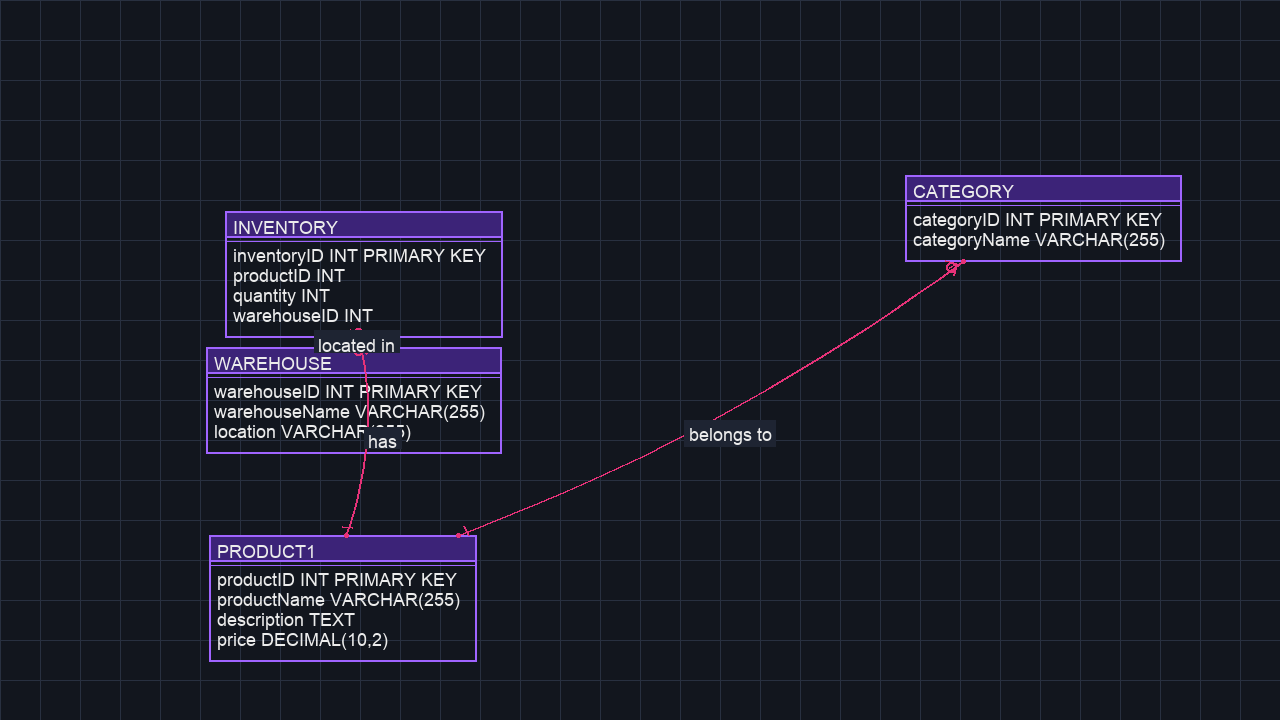 CATEGORY
categoryID INT PRIMARY KEY
categoryName VARCHAR(255)
INVENTORY
inventoryID INT PRIMARY KEY
productID INT
quantity INT
warehouseID INT
located in
WAREHOUSE
warehouseID INT PRIMARY KEY
warehouseName VARCHAR(255)
location VARCHAR(255)
has
belongs to
PRODUCT1
productID INT PRIMARY KEY
productName VARCHAR(255)
description TEXT
price DECIMAL(10,2)